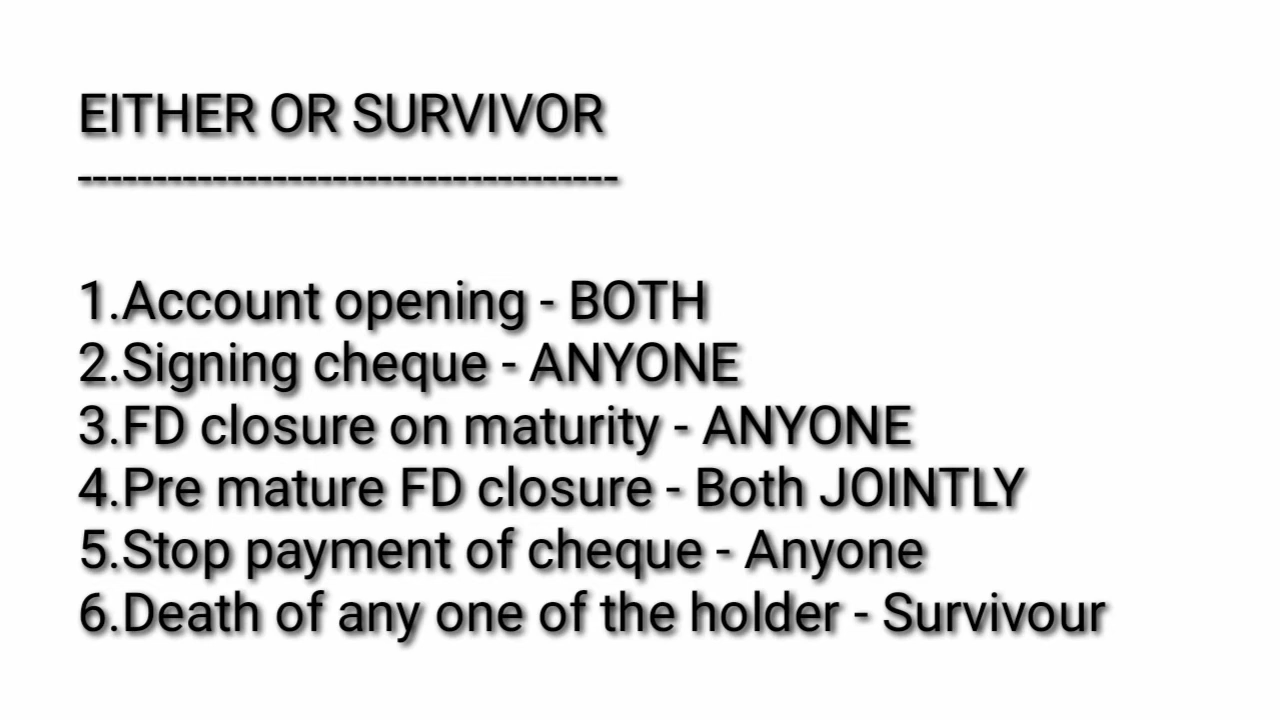 EITHER OR SURVIVOR
------------------------------------
1.Account opening - BOTH
2.Signing cheque - ANYONE
3.FD closure on maturity - ANYONE
4.Pre mature FD closure - Both JOINTLY
5.Stop payment of cheque - Anyone
6.Death of any one of the holder - Survivour